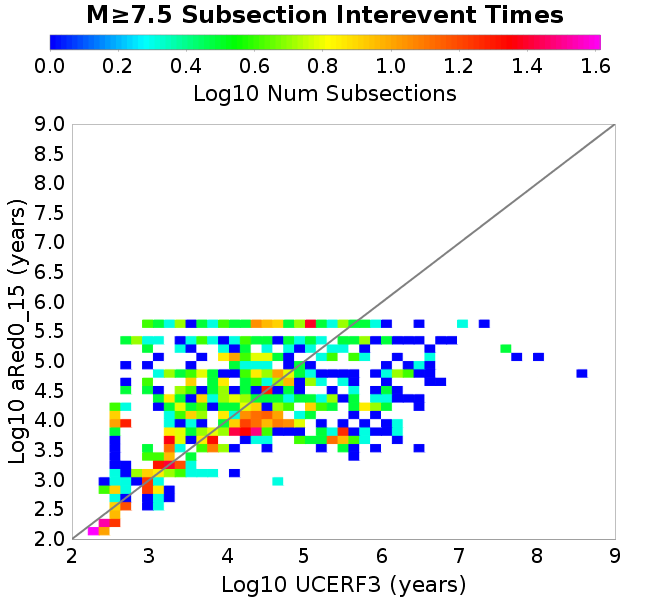 M≥7.5 Subsection Interevent Times
0.0 0.2 0.4 0.6 0.8 1.0 1.2 1.4 1.6
Log10 Num Subsections
9.0
8.5
8.0
7.5
7.0
6.5
6.0
5.5
5.0
4.5
4.0
3.5
3.0
2.5
2.0
Log10 aRed0_15 (years)
2 3 4 5 6 7 8 9
Log10 UCERF3 (years)